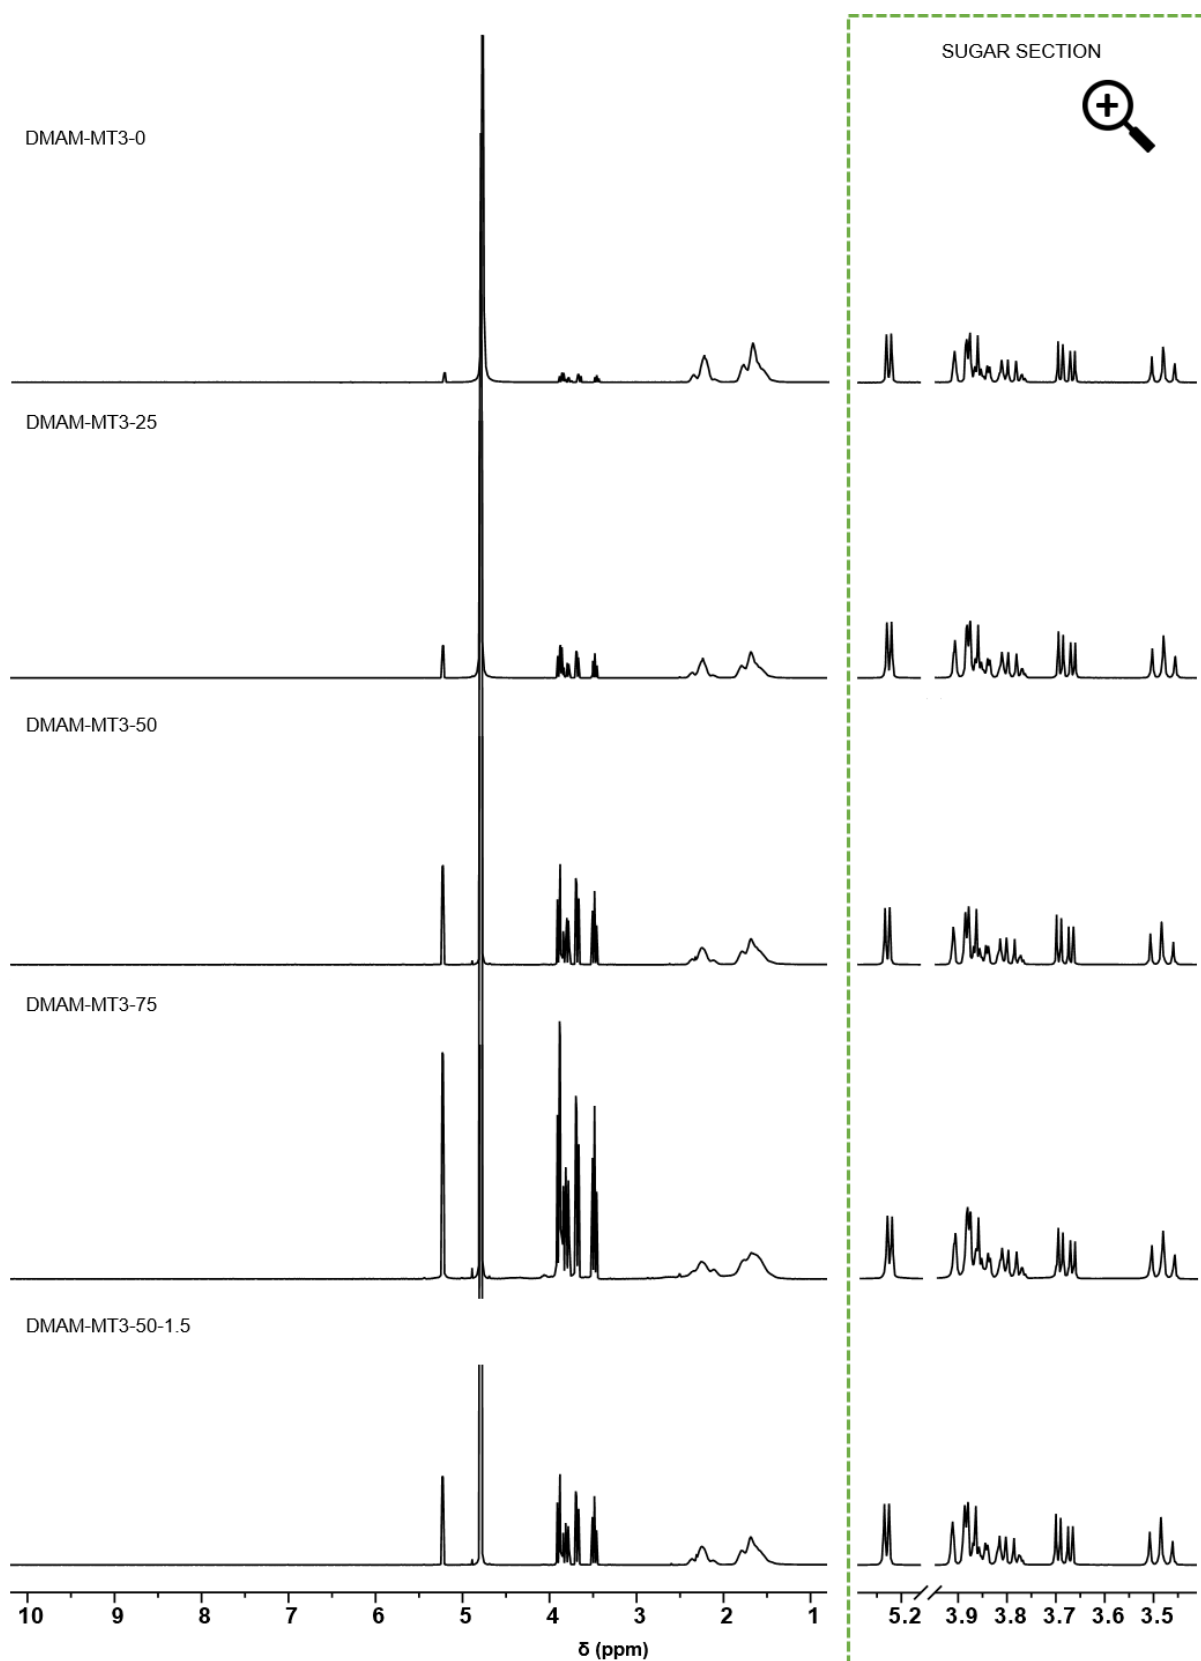 SUGAR SECTION
DMAM-MT3-0
DMAM-MT3-25
DMAM-MT3-50
DMAM-MT3-75
DMAM-MT3-50-1.5
10 9 8 7 6 5 4 3 2 1 5.2 3.9 3.8 3.7 3.6 3.5
δ (ppm)